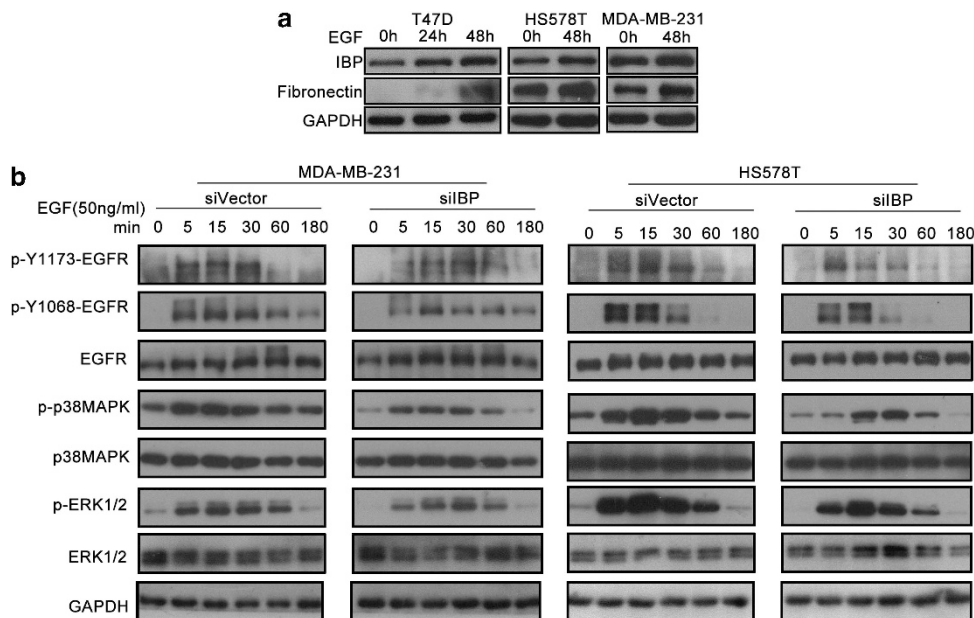 a
T47D HS578T MDA-MB-231
EGF 0h 24h 48h 0h 48h 0h 48h
IBP
Fibronectin
GAPDH
b
MDA-MB-231 HS578T
siVector siIBP siVector siIBP
EGF(50ng/ml)
min 0 5 15 30 60 180 0 5 15 30 60 180 0 5 15 30 60 180 0 5 15 30 60 180
p-Y1173-EGFR
p-Y1068-EGFR
EGFR
p-p38MAPK
p38MAPK
p-ERK1/2
ERK1/2
GAPDH